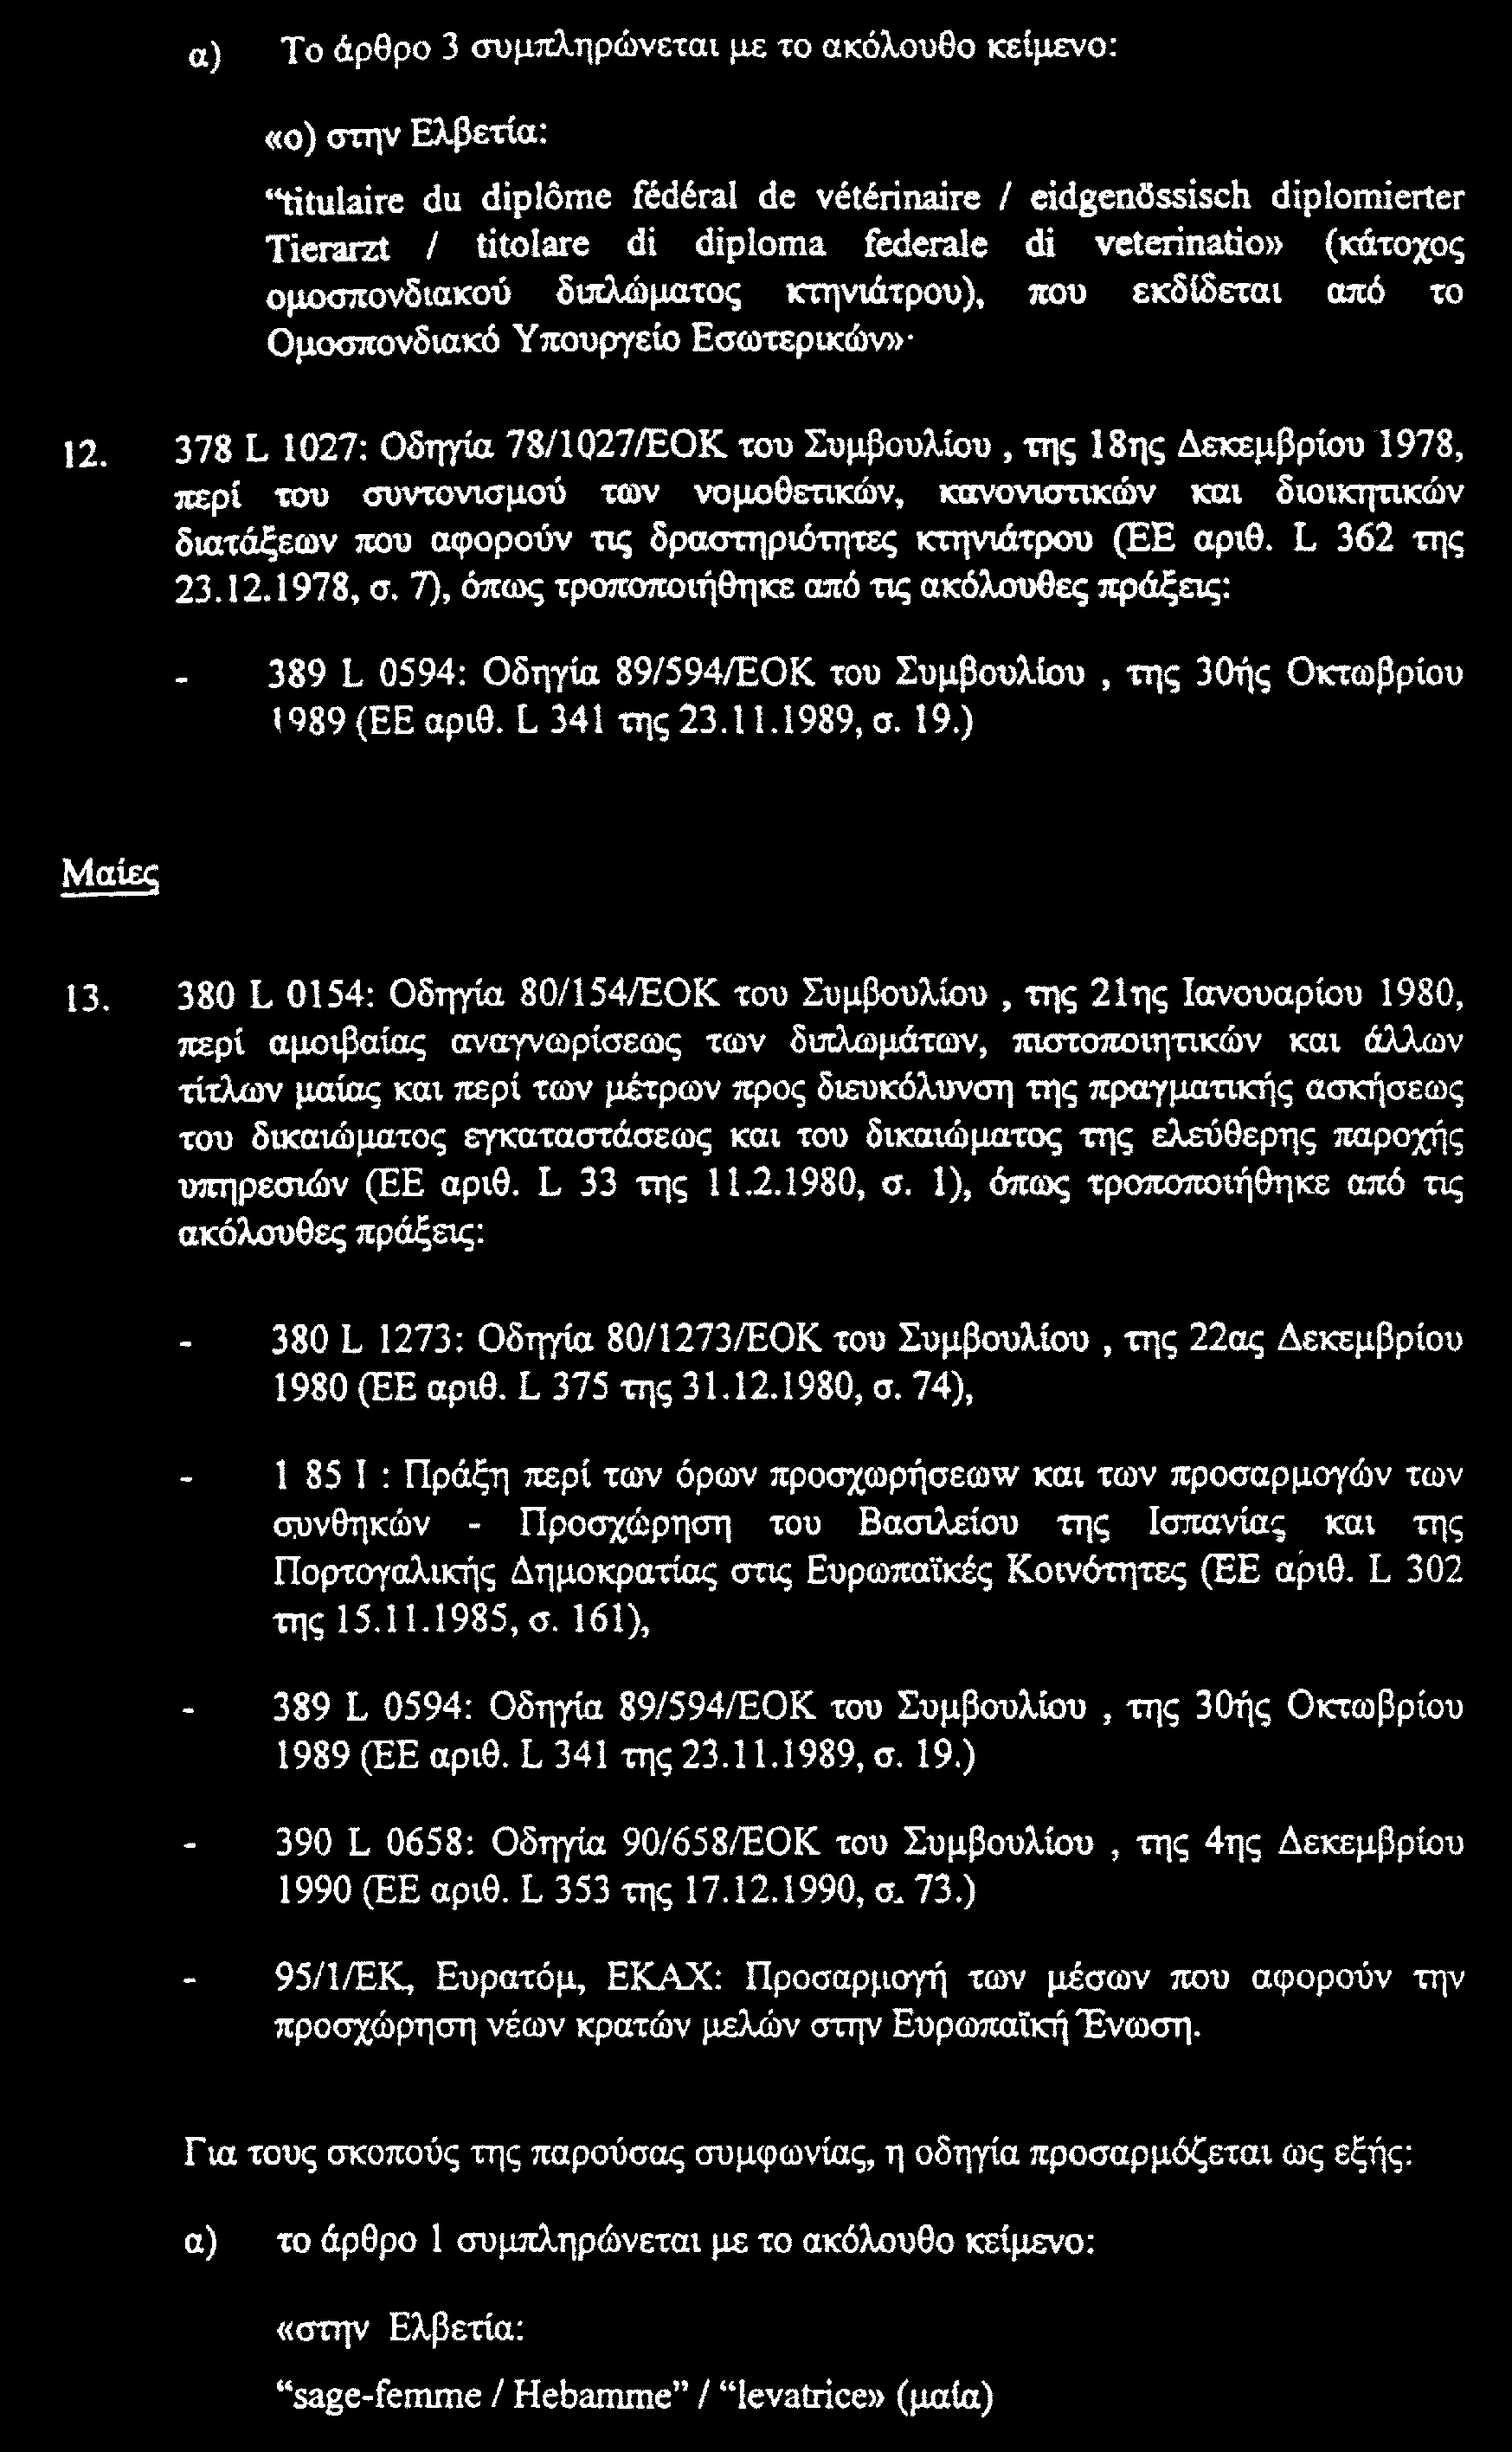 α) Το άρθρο 3 συμπληρώνεται με το ακόλουθο κείμενο:
«ο) στην Ελβετία:
“titulaire du diplôme fédéral de vétérinaire / eidgenössisch diplomierter
Tierarzt / titolare di diploma federale di veterinatio» (κάτοχος
ομοσπονδιακού διπλώματος κτηνιάτρου), που εκδίδεται από το
Ομοσπονδιακό Υπουργείο Εσωτερικών»·
12. 378 L 1027: Οδηγία 78/1027/ΕΟΚ του Συμβουλίου , της 18ης Δεκεμβρίου 1978,
περί του συντονισμού των νομοθετικών, κανονιστικών και διοικητικών
διατάξεων που αφορούν τις δραστηριότητες κτηνιάτρου (ΕΕ αριθ. L 362 της
23.12.1978, σ. 7), όπως τροποποιήθηκε από τις ακόλουθες πράξεις:
- 389 L 0594: Οδηγία 89/594/ΕΟΚ του Συμβουλίου , της 30ής Οκτωβρίου
1989 (ΕΕ αριθ. L 341 της 23.11.1989, σ. 19.)
Μαίες
13. 380 L 0154: Οδηγία 80/154/ΕΟΚ του Συμβουλίου , της 21ης Ιανουαρίου 1980,
περί αμοιβαίας αναγνωρίσεως των διπλωμάτων, πιστοποιητικών και άλλων
τίτλων μαίας και περί των μέτρων προς διευκόλυνση της πραγματικής ασκήσεως
του δικαιώματος εγκαταστάσεως και του δικαιώματος της ελεύθερης παροχής
υπηρεσιών (ΕΕ αριθ. L 33 της 11.2.1980, σ. 1), όπως τροποποιήθηκε από τις
ακόλουθες πράξεις:
- 380 L 1273: Οδηγία 80/1273/ΕΟΚ του Συμβουλίου , της 22ας Δεκεμβρίου
1980 (ΕΕ αριθ. L 375 της 31.12.1980, σ. 74),
- 1 85 I : Πράξη περί των όρων προσχωρήσεωw και των προσαρμογών των
συνθηκών - Προσχώρηση του Βασιλείου της Ισπανίας και της
Πορτογαλικής Δημοκρατίας στις Ευρωπαϊκές Κοινότητες (ΕΕ αριθ. L 302
της 15.11.1985, σ. 161),
- 389 L 0594: Οδηγία 89/594/ΕΟΚ του Συμβουλίου , της 30ής Οκτωβρίου
1989 (ΕΕ αριθ. L 341 της 23.11.1989, σ. 19.)
- 390 L 0658: Οδηγία 90/658/ΕΟΚ του Συμβουλίου , της 4ης Δεκεμβρίου
1990 (ΕΕ αριθ. L 353 της 17.12.1990, σ. 73.)
- 95/1/ΕΚ, Ευρατόμ, ΕΚΑΧ: Προσαρμογή των μέσων που αφορούν την
προσχώρηση νέων κρατών μελών στην Ευρωπαϊκή Ένωση.
Για τους σκοπούς της παρούσας συμφωνίας, η οδηγία προσαρμόζεται ως εξής:
α) το άρθρο 1 συμπληρώνεται με το ακόλουθο κείμενο:
«στην Ελβετία:
“sage-femme / Hebamme” / “levatrice» (μαία)